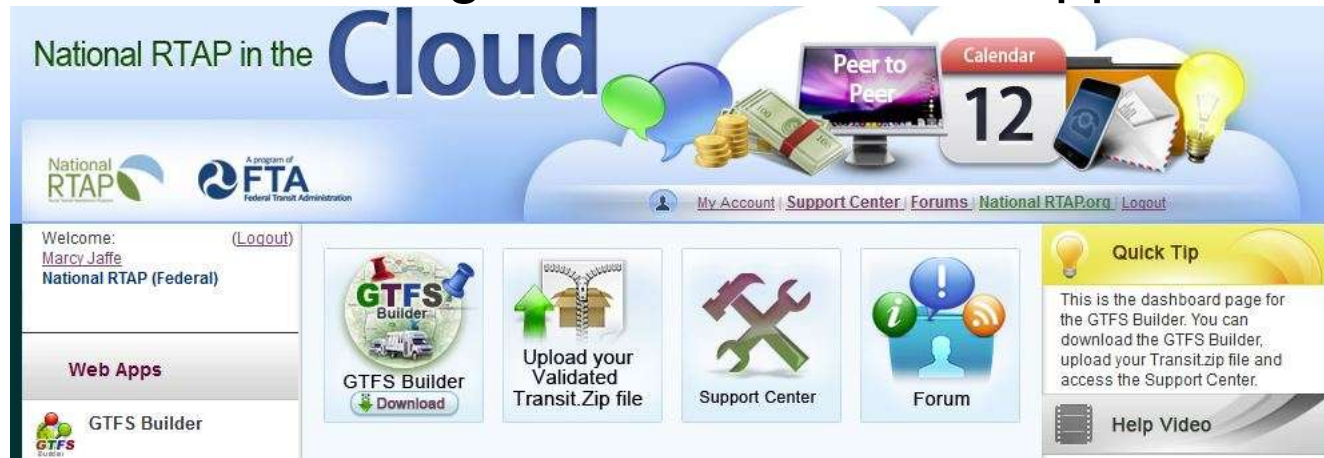 National RTAP in the Cloud
Peer to
Peer
Calendar
12
National
RTAP
A program of
FTA
Federal Transit Administration
My Account | Support Center | Forums | National RTAP.org | Logout
Welcome: (Logout)
Marcy Jaffe
National RTAP (Federal)
Web Apps
GTFS Builder
GTFS
GTFS
Builder
GTFS Builder
Download
Upload your
Validated
Transit.Zip file
Support Center
Forum
Quick Tip
This is the dashboard page for
the GTFS Builder. You can
download the GTFS Builder,
upload your Transit.zip file and
access the Support Center.
Help Video